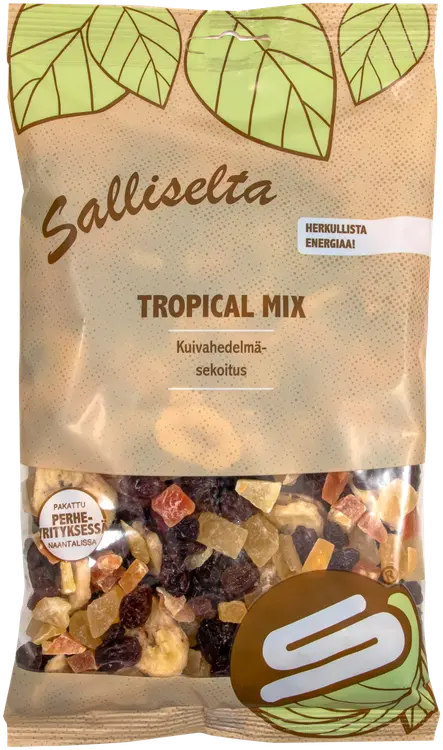 Salliselta
HERKULLISTA
ENERGIAA!
TROPICAL MIX
Kuivahedelmä-
sekoitus
PAKATTU
PERHE-
YRITYKSESSÄ
NAANTALISSA
S
®